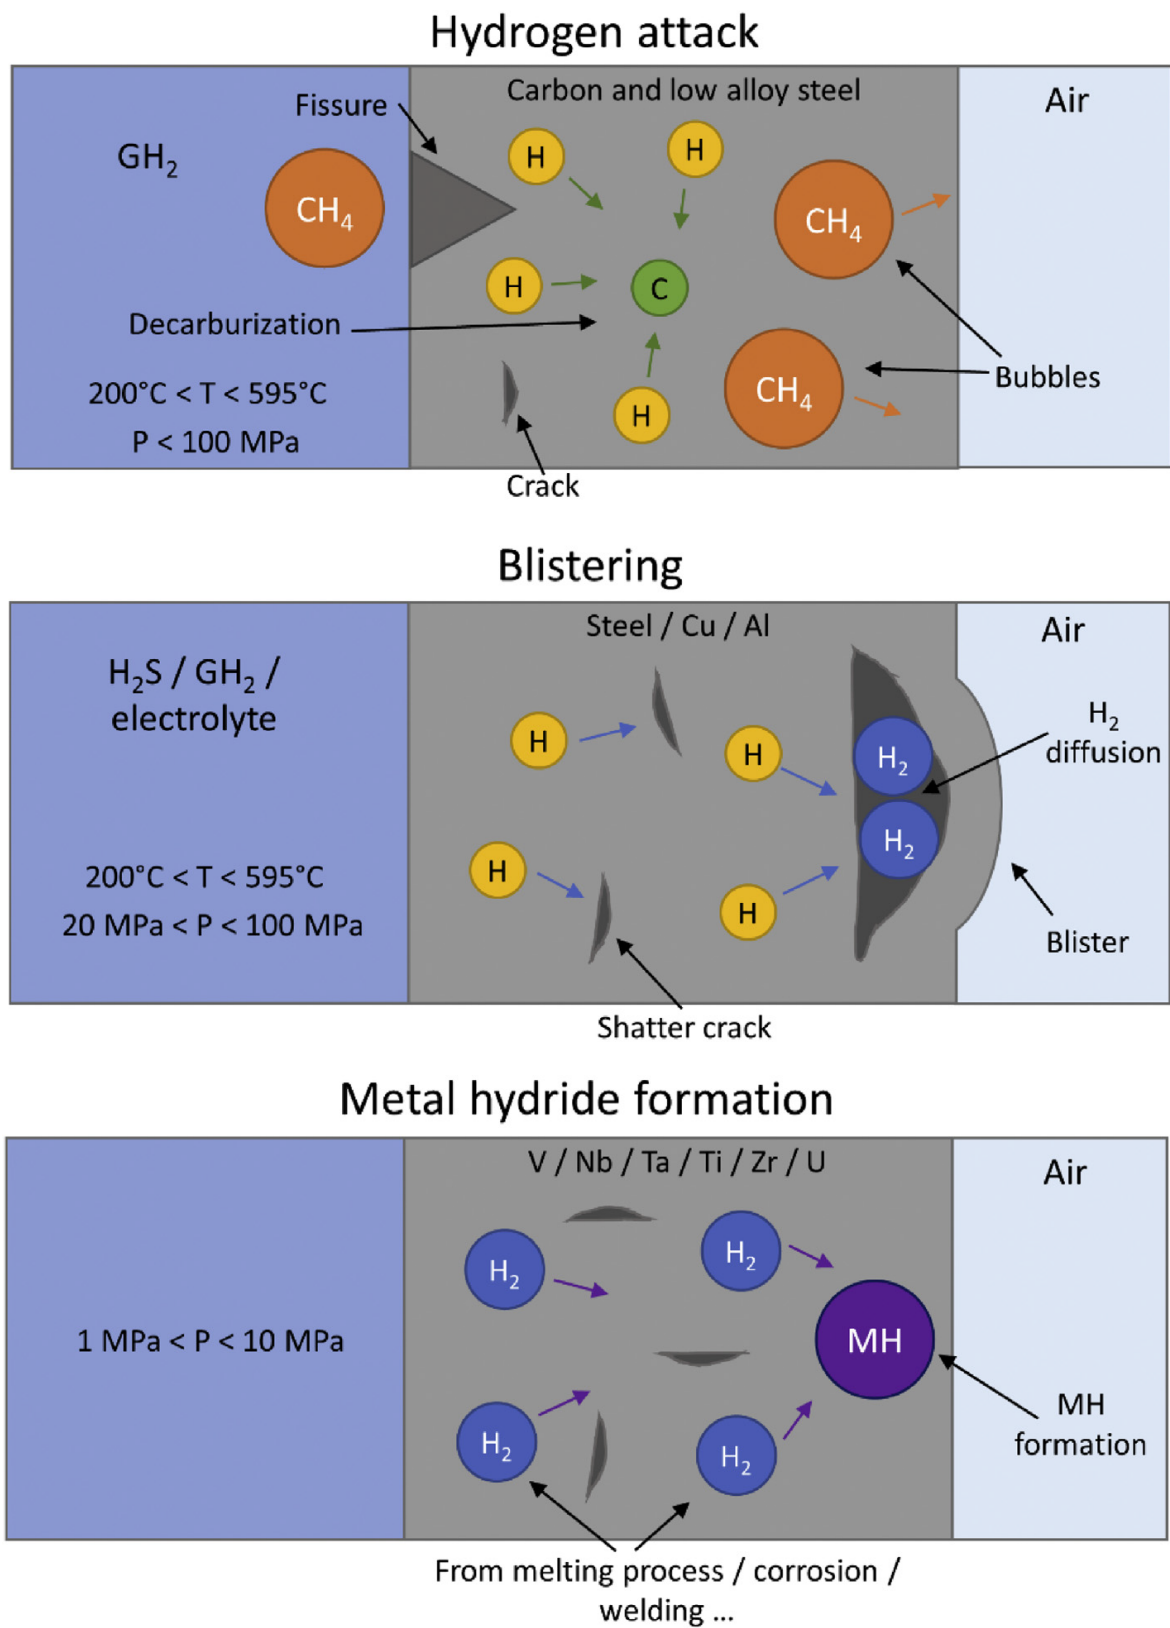 Hydrogen attack
Carbon and low alloy steel
Fissure
Air
GH₂
CH₄
H
H
CH₄
H
C
Decarburization
200°C < T < 595°C
P < 100 MPa
H
CH₄
Bubbles
Crack
Blistering
Steel / Cu / Al
Air
H₂S / GH₂ /
electrolyte
H
H
H₂
H₂
diffusion
H₂
H
H
200°C < T < 595°C
20 MPa < P < 100 MPa
Blister
Shatter crack
Metal hydride formation
V / Nb / Ta / Ti / Zr / U
Air
H₂
H₂
1 MPa < P < 10 MPa
MH
H₂
H₂
MH
formation
From melting process / corrosion /
welding ...